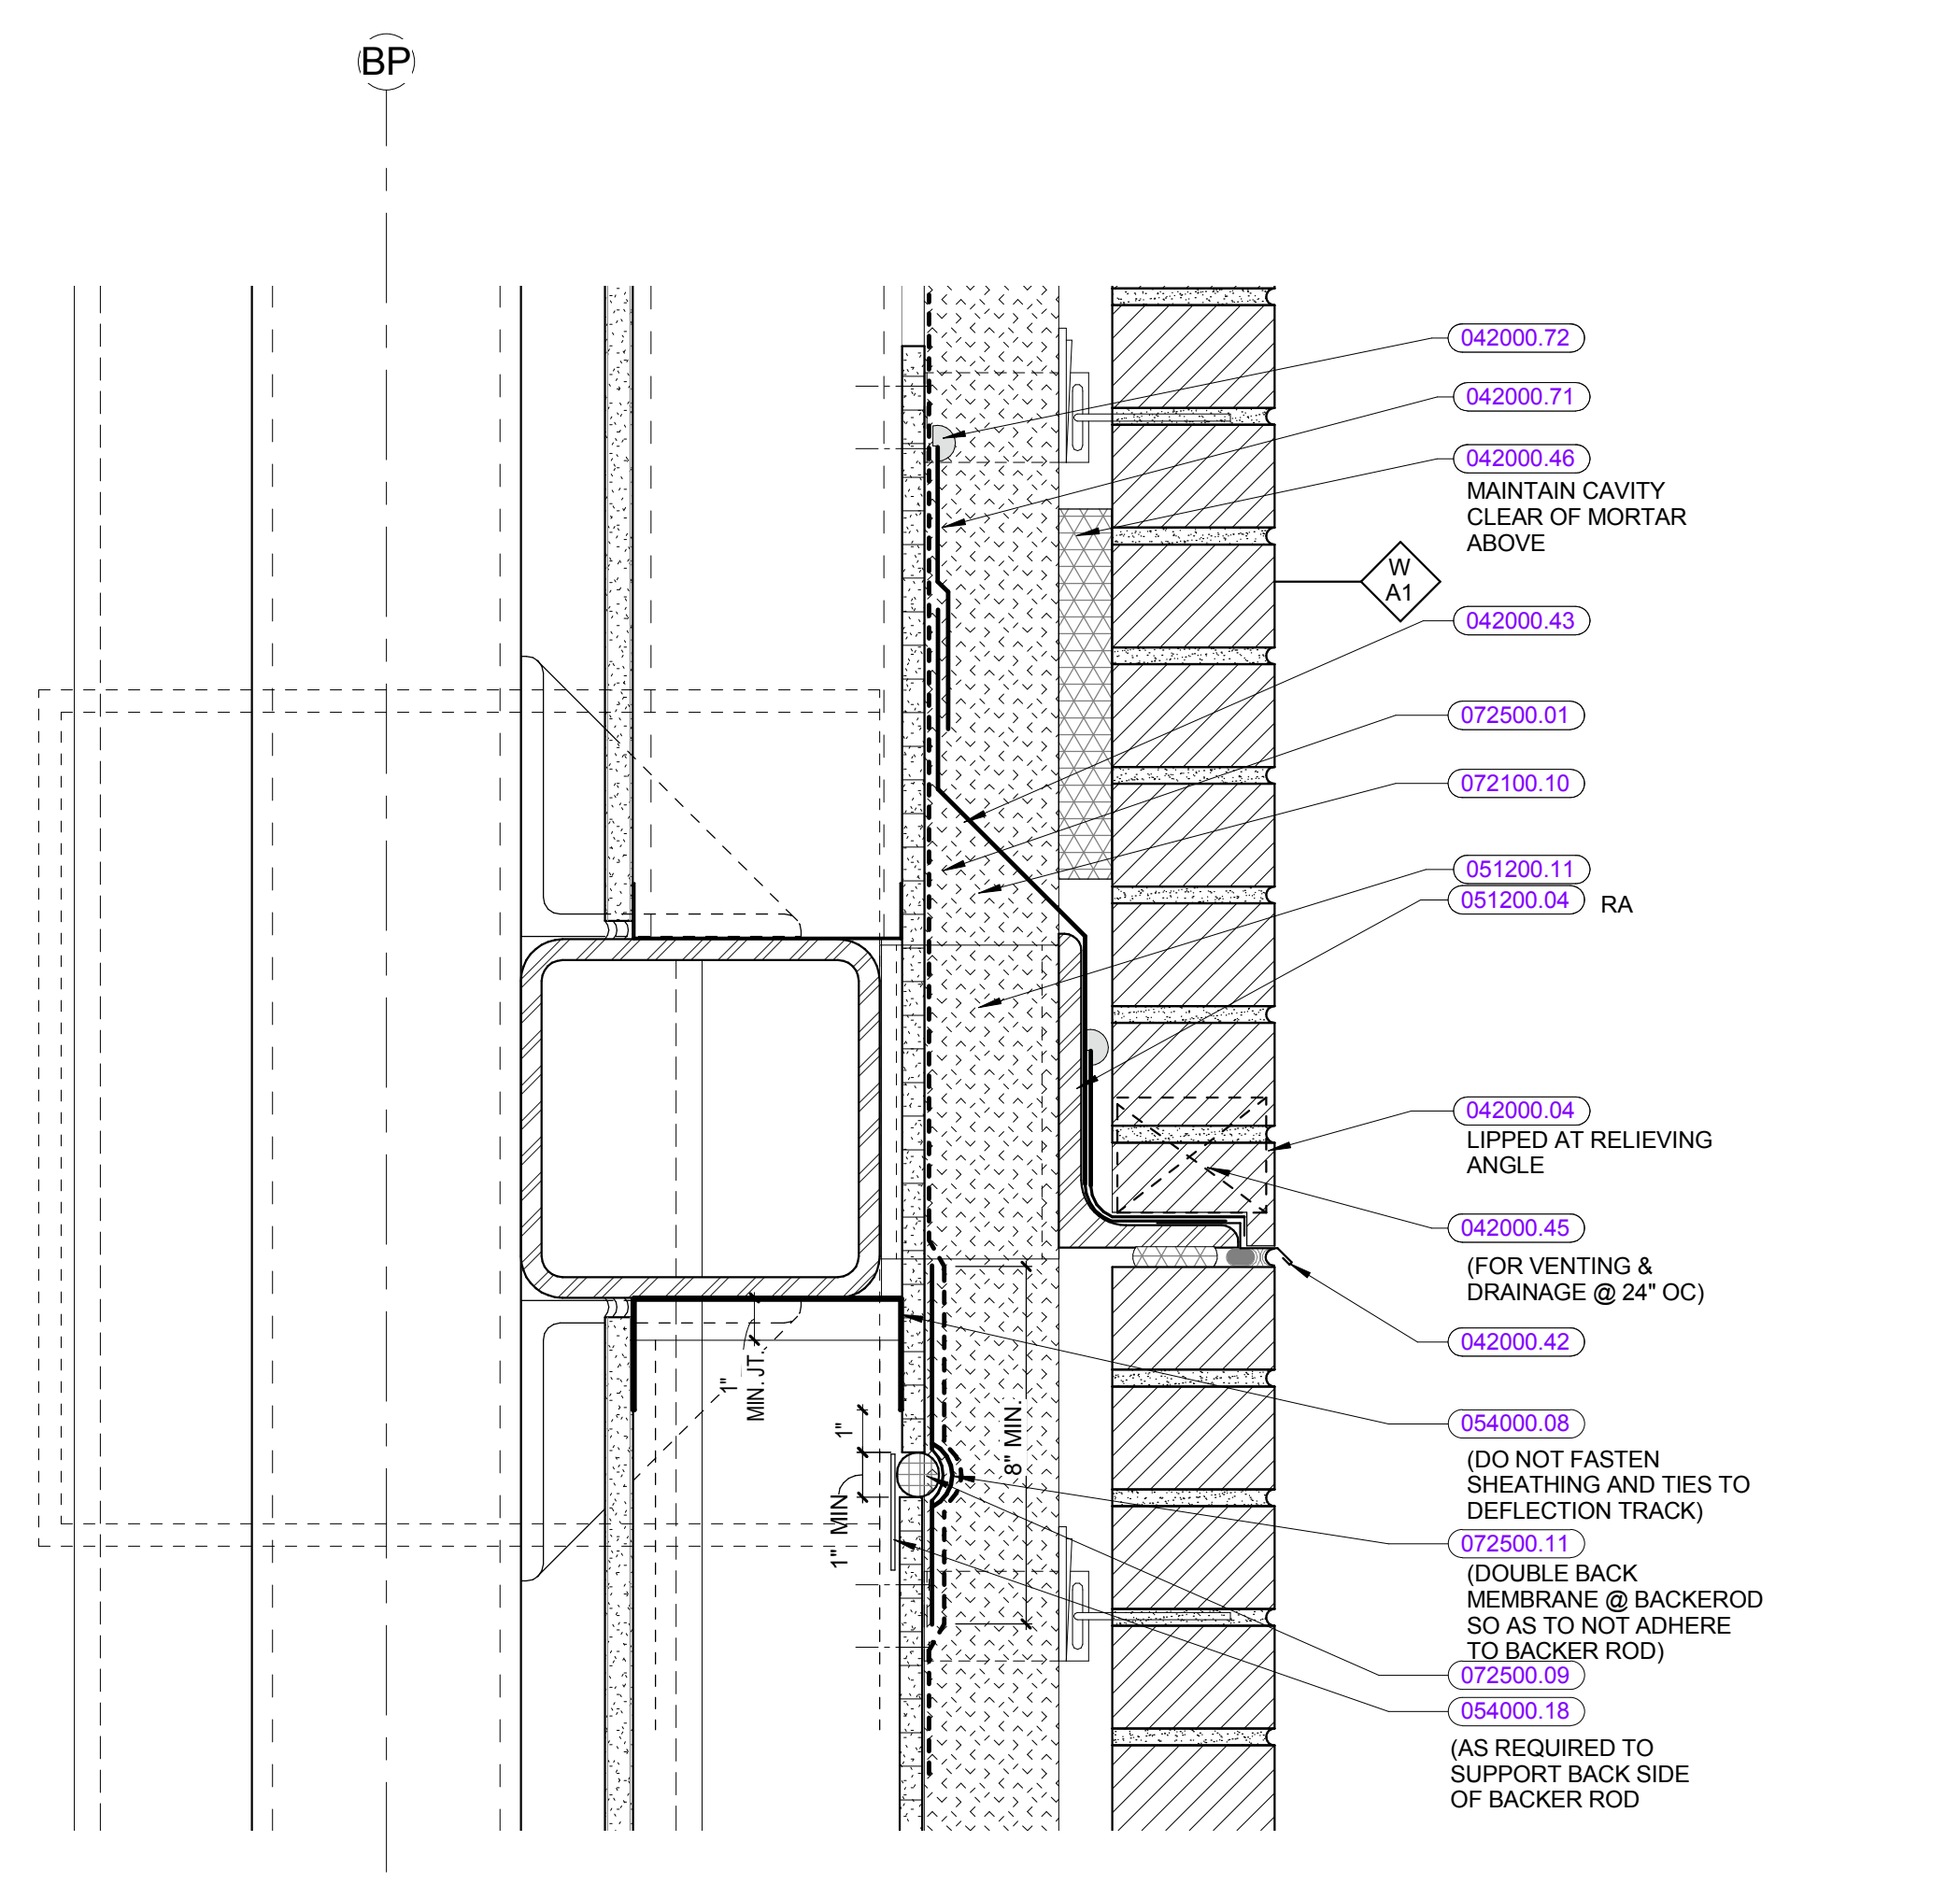 BP
042000.72
042000.71
042000.46
MAINTAIN CAVITY
CLEAR OF MORTAR
ABOVE
W
A1
042000.43
072500.01
072100.10
051200.11
051200.04 RA
042000.04
LIPPED AT RELIEVING
ANGLE
042000.45
(FOR VENTING &
DRAINAGE @ 24" OC)
042000.42
054000.08
(DO NOT FASTEN
SHEATHING AND TIES TO
DEFLECTION TRACK)
072500.11
(DOUBLE BACK
MEMBRANE @ BACKEROD
SO AS TO NOT ADHERE
TO BACKER ROD)
072500.09
054000.18
(AS REQUIRED TO
SUPPORT BACK SIDE
OF BACKER ROD
1"
MIN. JT.
1"
1" MIN
8" MIN.